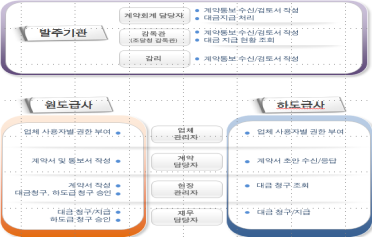 발주기관
계약회계 담당자
계약통보 수신/검토서 작성
대금지급 처리
감독관
(조달청 감독관)
계약통보 수신/검토서 작성
대금 지급 현황 조회
감리
계약통보 수신/검토서 작성
원도급사
하도급사
업체 사용자별 권한 부여
업체
관리자
업체 사용자별 권한 부여
계약서 및 통보서 작성
계약
담당자
계약서 초안 수신/응답
계약서 작성
대금청구, 하도급 청구 승인
현장
관리자
대금 청구 조회
대금 청구/지급
하도급 청구 승인
재무
담당자
대금 청구/지급